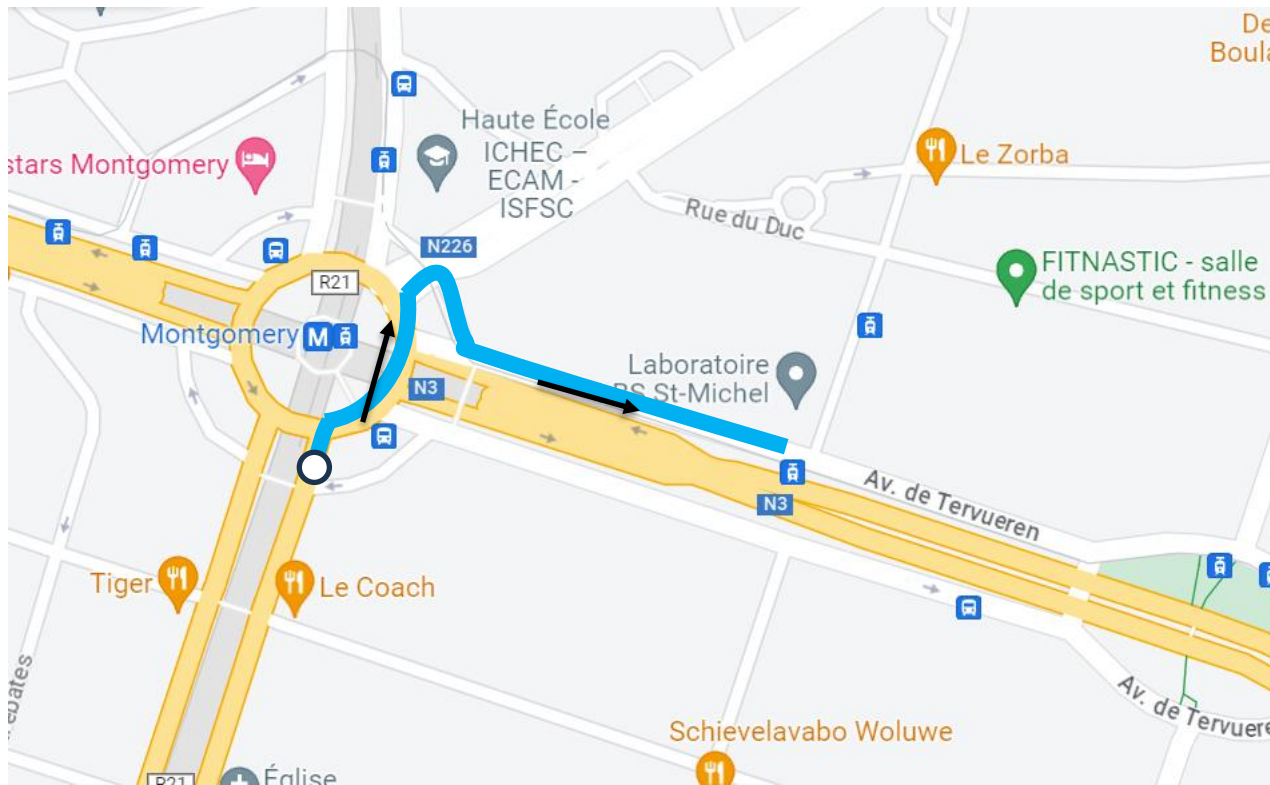 De
Boula
Haute École
ICHEC –
ECAM -
ISFSC
stars Montgomery
Le Zorba
Rue du Duc
N226
FITNASTIC - salle
de sport et fitness
R21
Montgomery M
Laboratoire
BS St-Michel
N3
Av. de Tervueren
N3
Tiger
Le Coach
Av. de Tervuere
ebates
Schievelavabo Woluwe
R21
Église